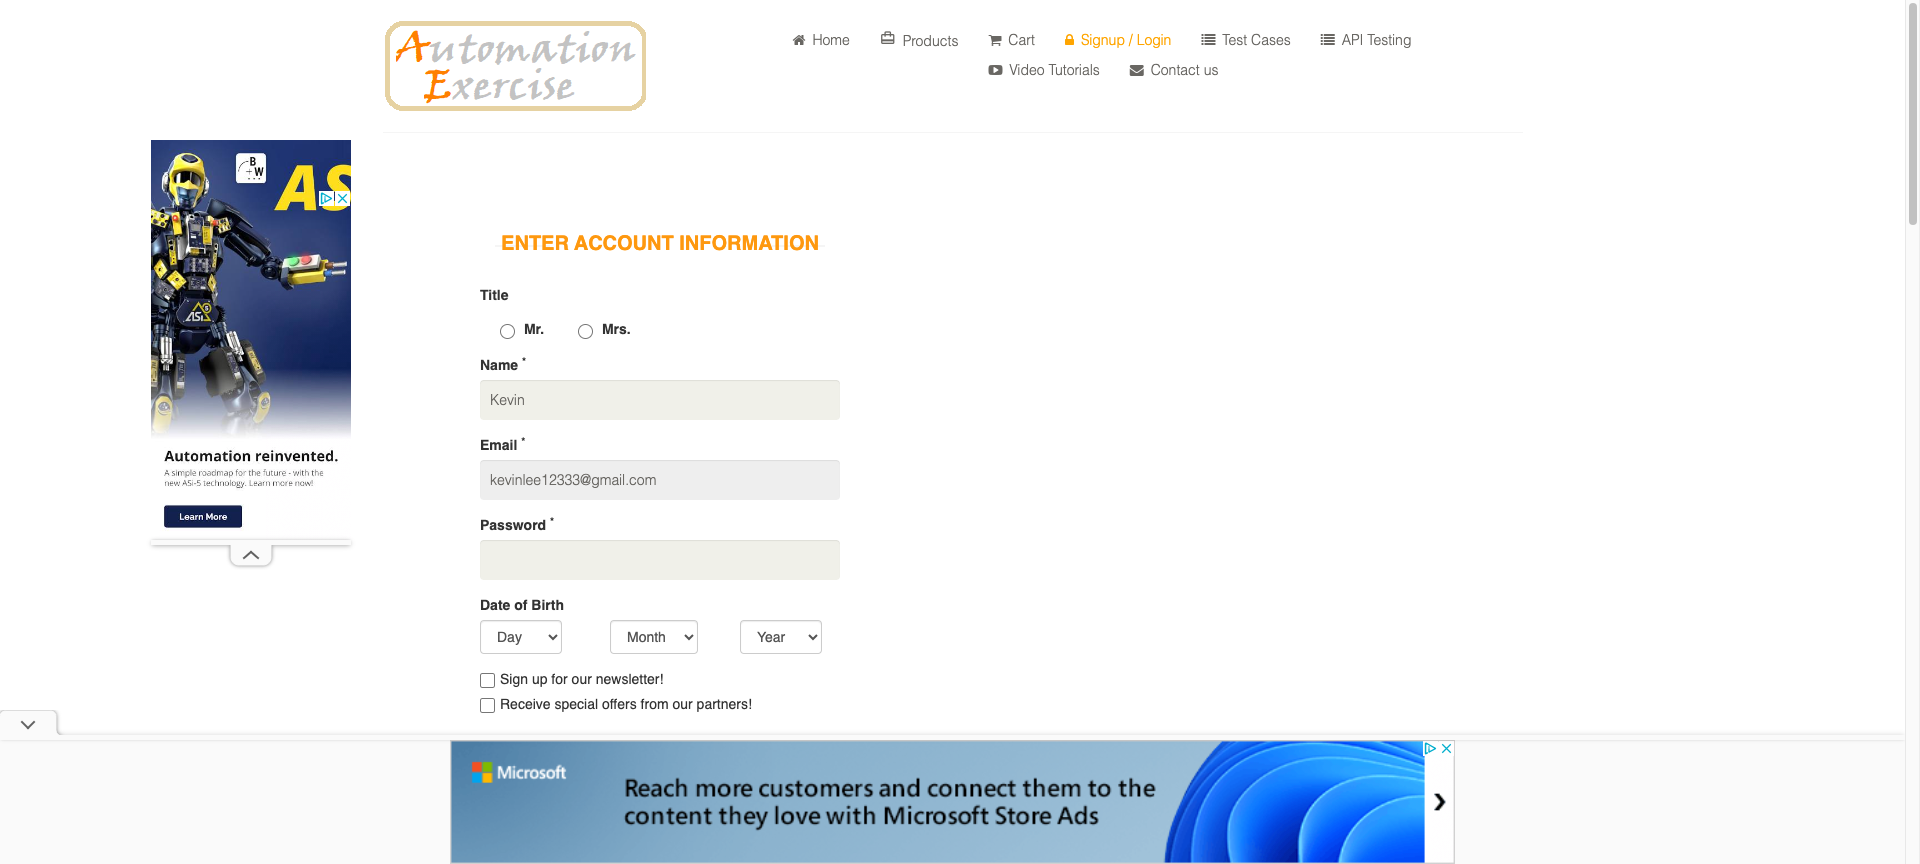 Automation
Exercise
Home
Products
Cart
Signup / Login
Test Cases
API Testing
Video Tutorials
Contact us
B
+W
AS
ASi5
Automation reinvented.
A simple roadmap for the future - with the
new ASi-5 technology. Learn more now!
Learn More
ENTER ACCOUNT INFORMATION
Title
Mr.
Mrs.
Name *
Kevin
Email *
kevinlee12333@gmail.com
Password *
Date of Birth
Day
Month
Year
Sign up for our newsletter!
Receive special offers from our partners!
Microsoft
Reach more customers and connect them to the
content they love with Microsoft Store Ads